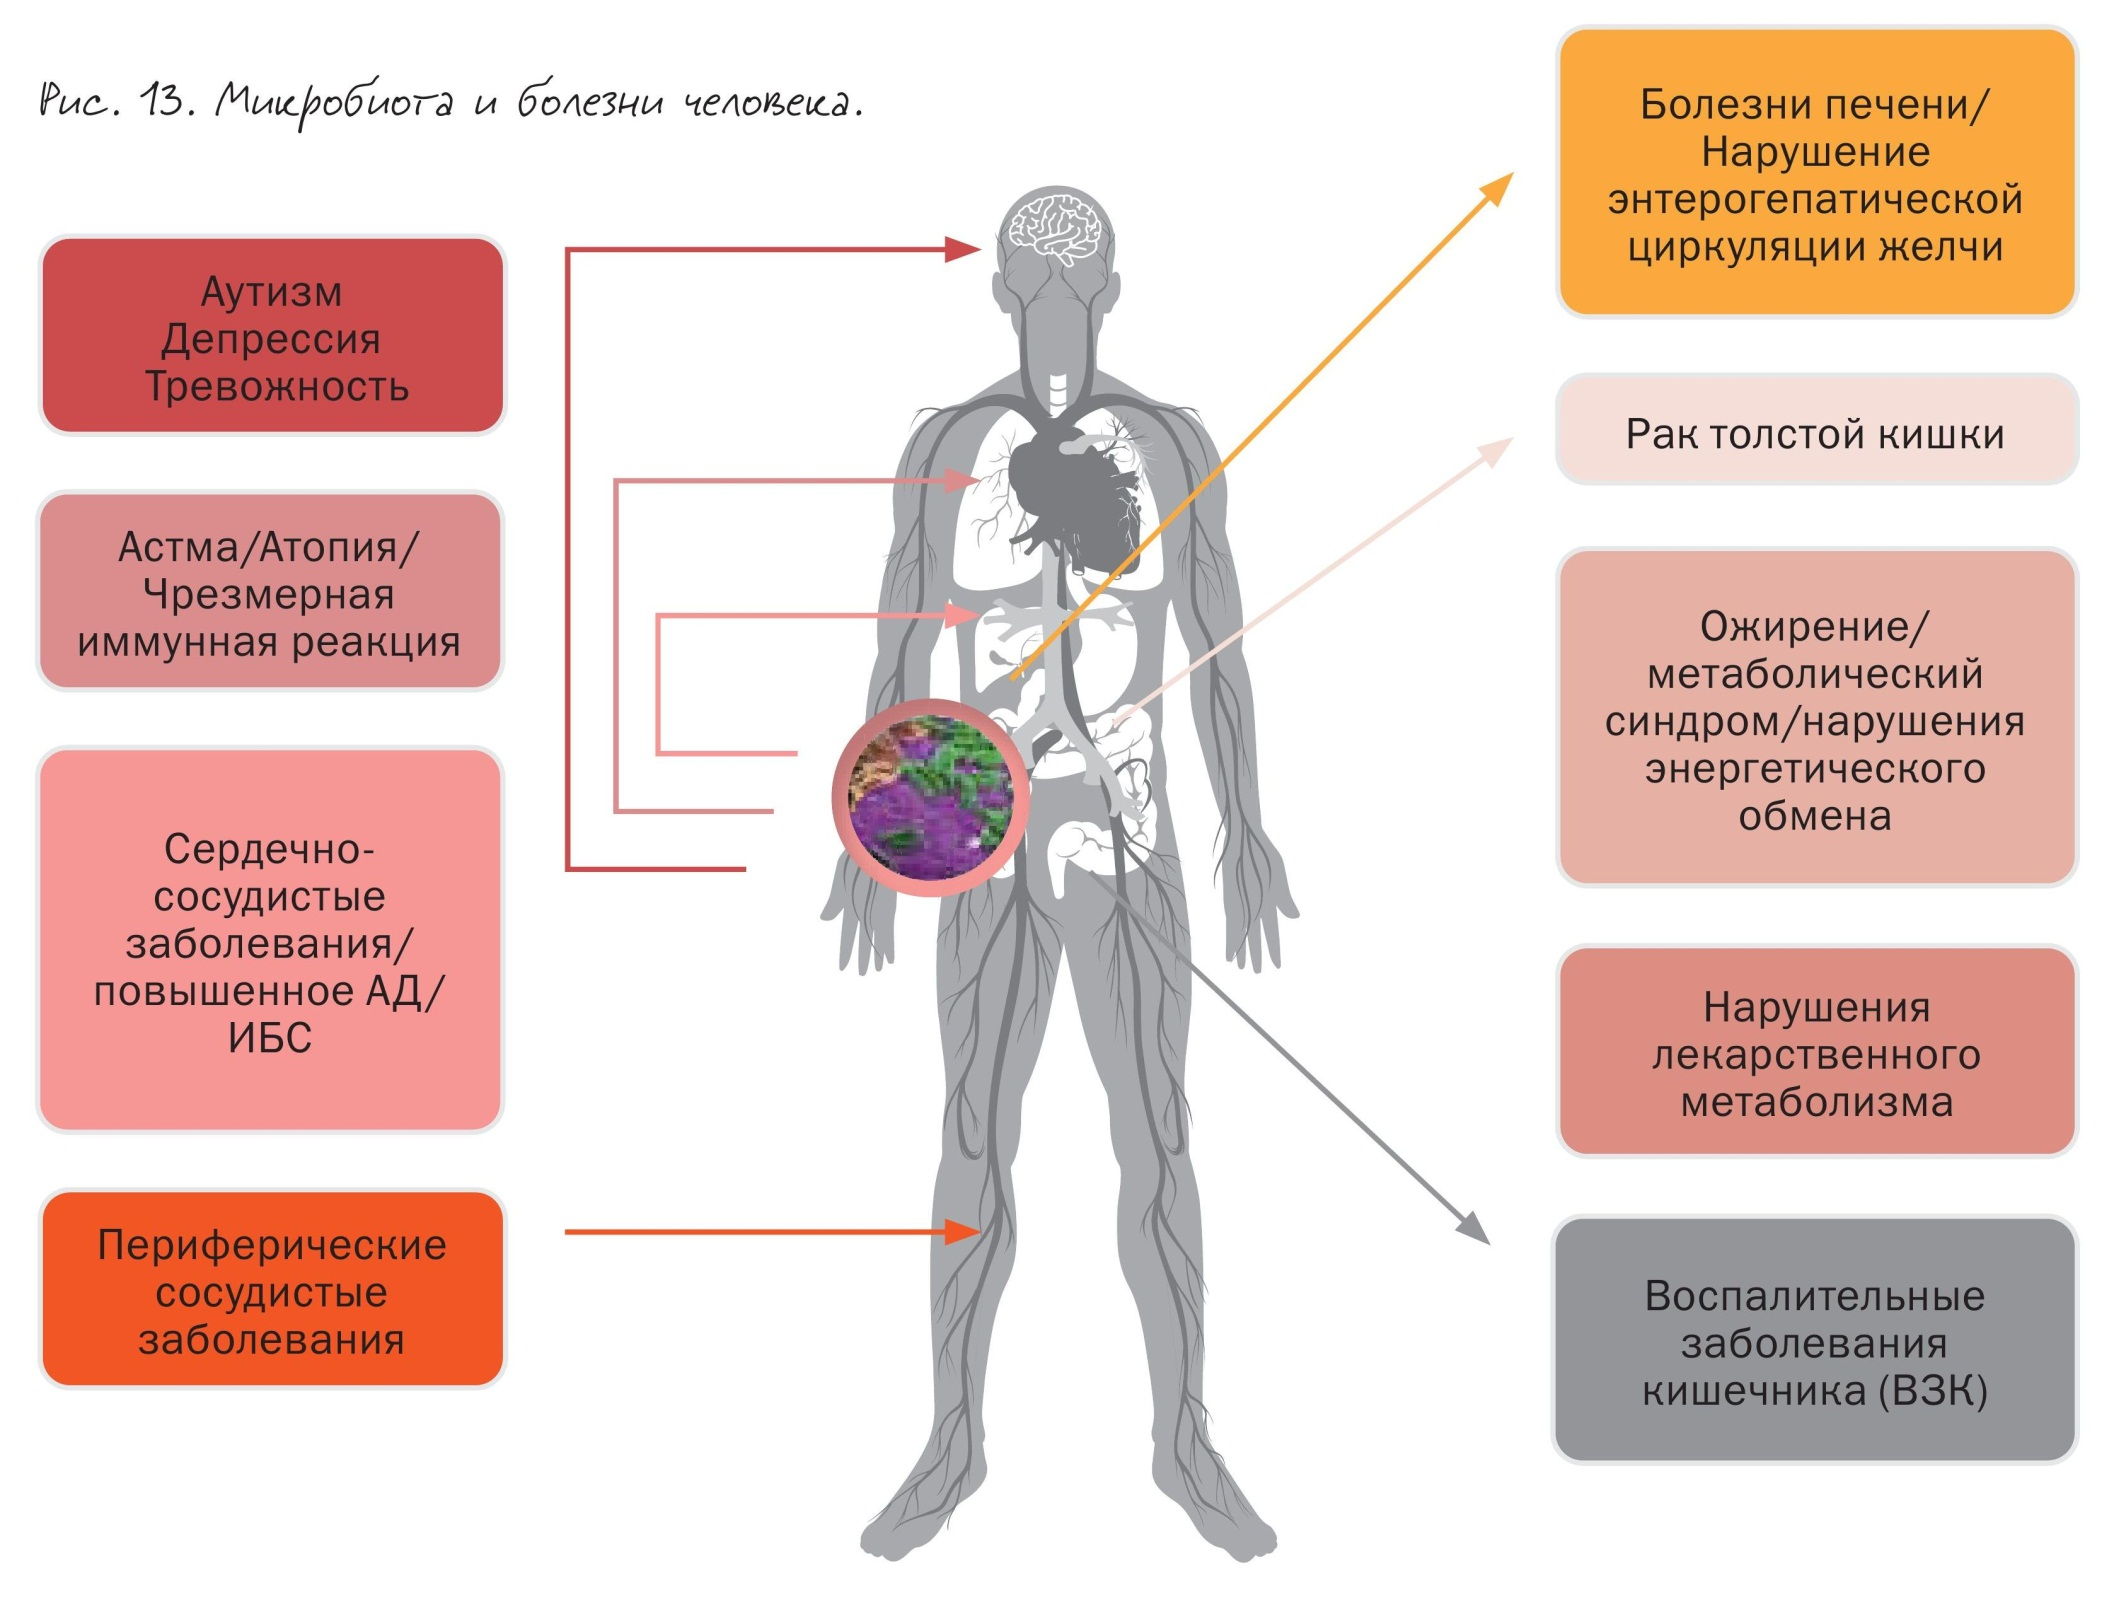 Рис. 13. Микробиота и болезни человека.
Аутизм
Депрессия
Тревожность
Астма/Атопия/
Чрезмерная
иммунная реакция
Сердечно-
сосудистые
заболевания/
повышенное АД/
ИБС
Периферические
сосудистые
заболевания
Болезни печени/
Нарушение
энтерогепатической
циркуляции желчи
Рак толстой кишки
Ожирение/
метаболический
синдром/нарушения
энергетического
обмена
Нарушения
лекарственного
метаболизма
Воспалительные
заболевания
кишечника (ВЗК)